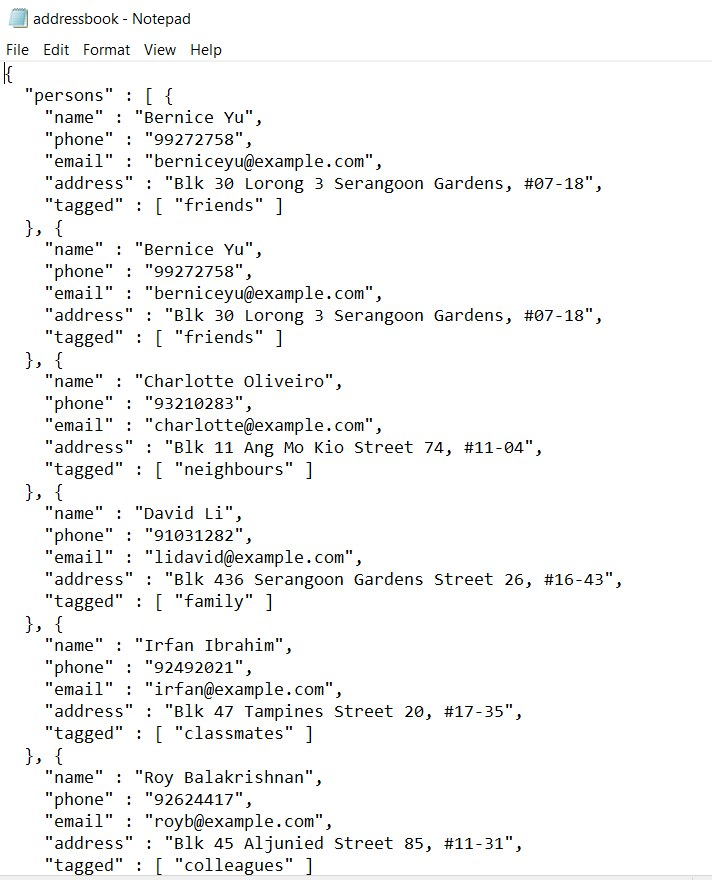 addressbook - Notepad
File Edit Format View Help
{
  "persons" : [ {
    "name" : "Bernice Yu",
    "phone" : "99272758",
    "email" : "berniceyu@example.com",
    "address" : "Blk 30 Lorong 3 Serangoon Gardens, #07-18",
    "tagged" : [ "friends" ]
  }, {
    "name" : "Bernice Yu",
    "phone" : "99272758",
    "email" : "berniceyu@example.com",
    "address" : "Blk 30 Lorong 3 Serangoon Gardens, #07-18",
    "tagged" : [ "friends" ]
  }, {
    "name" : "Charlotte Oliveiro",
    "phone" : "93210283",
    "email" : "charlotte@example.com",
    "address" : "Blk 11 Ang Mo Kio Street 74, #11-04",
    "tagged" : [ "neighbours" ]
  }, {
    "name" : "David Li",
    "phone" : "91031282",
    "email" : "lidavid@example.com",
    "address" : "Blk 436 Serangoon Gardens Street 26, #16-43",
    "tagged" : [ "family" ]
  }, {
    "name" : "Irfan Ibrahim",
    "phone" : "92492021",
    "email" : "irfan@example.com",
    "address" : "Blk 47 Tampines Street 20, #17-35",
    "tagged" : [ "classmates" ]
  }, {
    "name" : "Roy Balakrishnan",
    "phone" : "92624417",
    "email" : "royb@example.com",
    "address" : "Blk 45 Aljunied Street 85, #11-31",
    "tagged" : [ "colleagues" ]